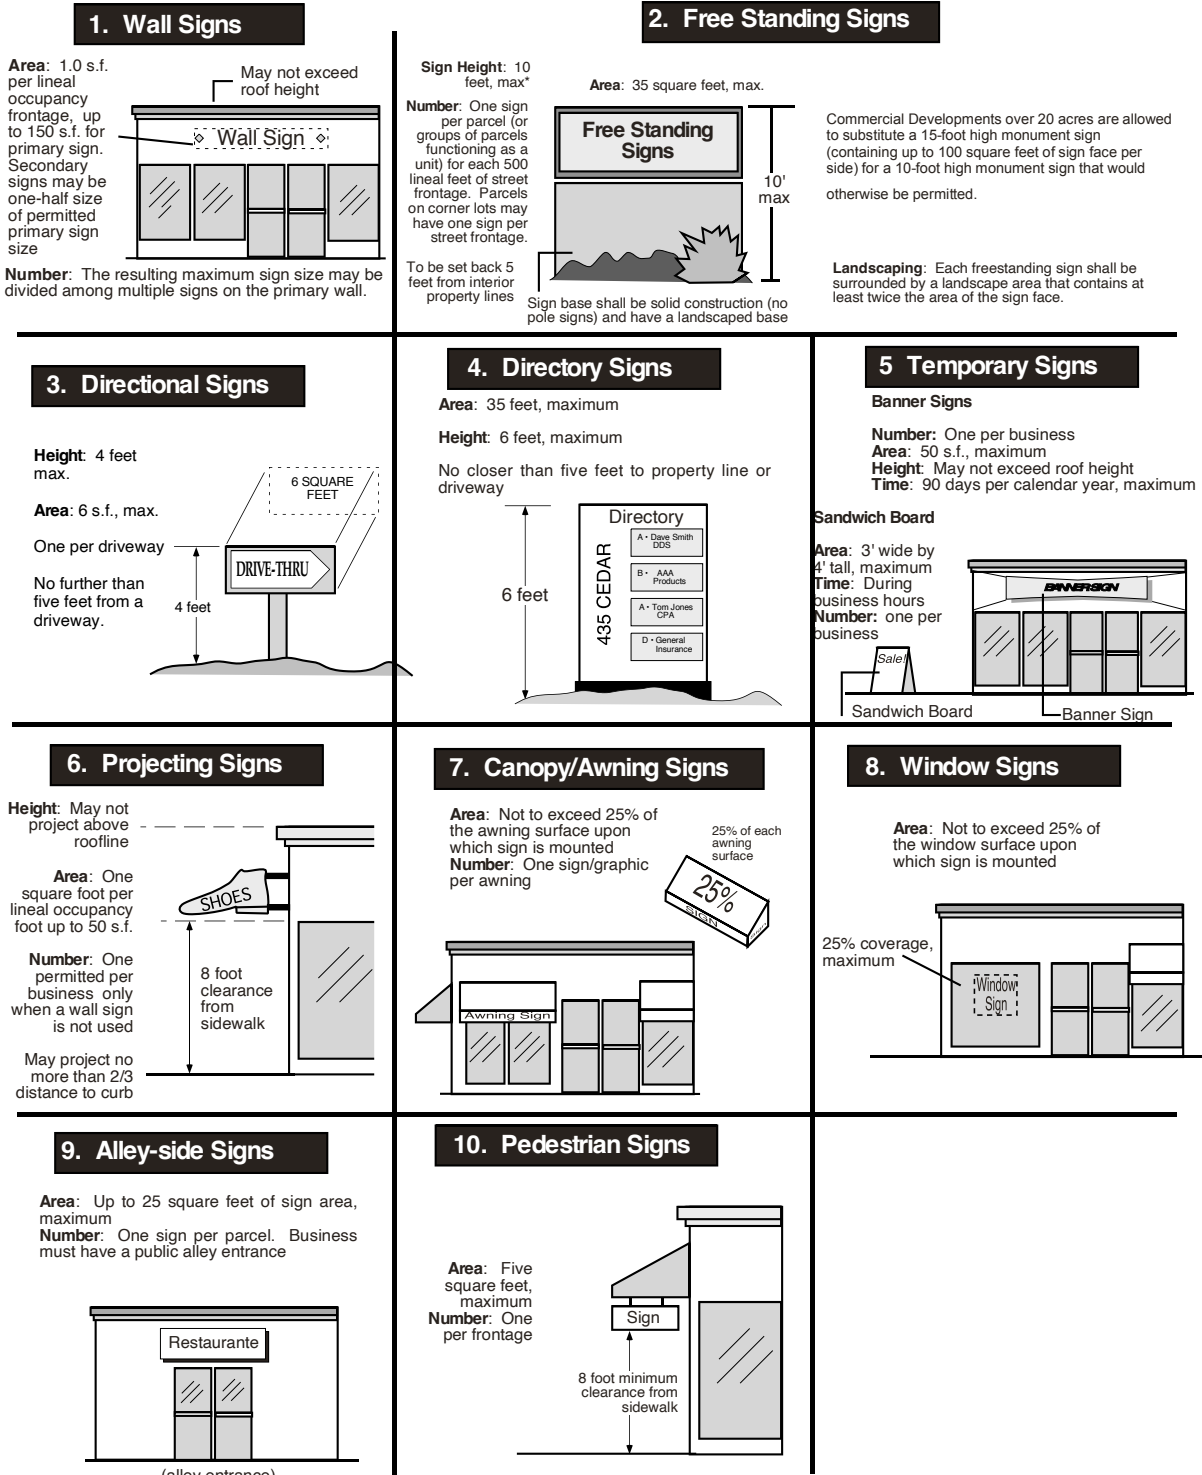 1. Wall Signs
Area: 1.0 s.f.
per lineal
occupancy
frontage, up
to 150 s.f. for
primary sign.
Secondary
signs may be
one-half size
of permitted
primary sign
size
May not exceed
roof height
Wall Sign
Number: The resulting maximum sign size may be
divided among multiple signs on the primary wall.
2. Free Standing Signs
Sign Height: 10
feet, max*
Number: One sign
per parcel (or
groups of parcels
functioning as a
unit) for each 500
lineal feet of street
frontage. Parcels
on corner lots may
have one sign per
street frontage.
To be set back 5
feet from interior
property lines
Area: 35 square feet, max.
Free Standing
Signs
10'
max
Sign base shall be solid construction (no
pole signs) and have a landscaped base
Commercial Developments over 20 acres are allowed
to substitute a 15-foot high monument sign
(containing up to 100 square feet of sign face per
side) for a 10-foot high monument sign that would
otherwise be permitted.
Landscaping: Each freestanding sign shall be
surrounded by a landscape area that contains at
least twice the area of the sign face.
3. Directional Signs
Height: 4 feet
max.
Area: 6 s.f., max.
One per driveway
No further than
five feet from a
driveway.
6 SQUARE
FEET
DRIVE-THRU
4 feet
4. Directory Signs
Area: 35 feet, maximum
Height: 6 feet, maximum
No closer than five feet to property line or
driveway
6 feet
Directory
435 CEDAR
A • Dave Smith
DDS
B • AAA
Products
A • Tom Jones
CPA
D • General
Insurance
5 Temporary Signs
Banner Signs
Number: One per business
Area: 50 s.f., maximum
Height: May not exceed roof height
Time: 90 days per calendar year, maximum
Sandwich Board
Area: 3' wide by
4' tall, maximum
Time: During
business hours
Number: one per
business
BANNER SIGN
Sale!
Sandwich Board
Banner Sign
6. Projecting Signs
Height: May not
project above
roofline
Area: One
square foot per
lineal occupancy
foot up to 50 s.f.
Number: One
permitted per
business only
when a wall sign
is not used
May project no
more than 2/3
distance to curb
SHOES
8 foot
clearance
from
sidewalk
7. Canopy/Awning Signs
Area: Not to exceed 25% of
the awning surface upon
which sign is mounted
Number: One sign/graphic
per awning
25% of each
awning
surface
25%
SIGN
Awning Sign
8. Window Signs
Area: Not to exceed 25% of
the window surface upon
which sign is mounted
25% coverage,
maximum
Window
Sign
9. Alley-side Signs
Area: Up to 25 square feet of sign area,
maximum
Number: One sign per parcel. Business
must have a public alley entrance
Restaurante
(alley entrance)
10. Pedestrian Signs
Area: Five
square feet,
maximum
Number: One
per frontage
Sign
8 foot minimum
clearance from
sidewalk